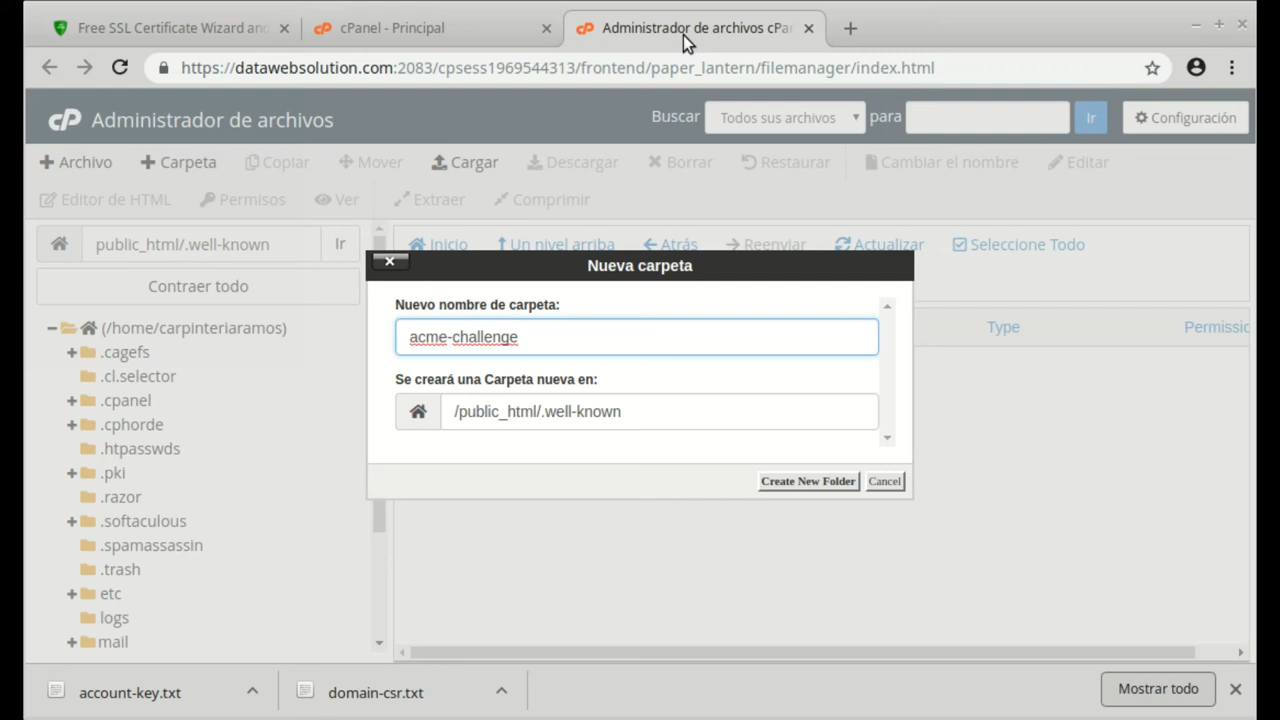 Free SSL Certificate Wizard and
cPanel - Principal
Administrador de archivos cPan
https://datawebsolution.com:2083/cpsess1969544313/frontend/paper_lantern/filemanager/index.html
cP Administrador de archivos
Buscar
Todos sus archivos
para
Ir
Configuración
Archivo
Carpeta
Copiar
Mover
Cargar
Descargar
Borrar
Restaurar
Cambiar el nombre
Editar
Editor de HTML
Permisos
Ver
Extraer
Comprimir
public_html/.well-known
Ir
Inicio
Un nivel arriba
Atrás
Reenviar
Actualizar
Seleccione Todo
Contraer todo
Type
Permissio
(/home/carpinteriaramos)
.cagefs
.cl.selector
.cpanel
.cphorde
.htpasswds
.pki
.razor
.softaculous
.spamassassin
.trash
etc
logs
mail
Nueva carpeta
Nuevo nombre de carpeta:
acme-challenge
Se creará una Carpeta nueva en:
/public_html/.well-known
Create New Folder
Cancel
account-key.txt
domain-csr.txt
Mostrar todo